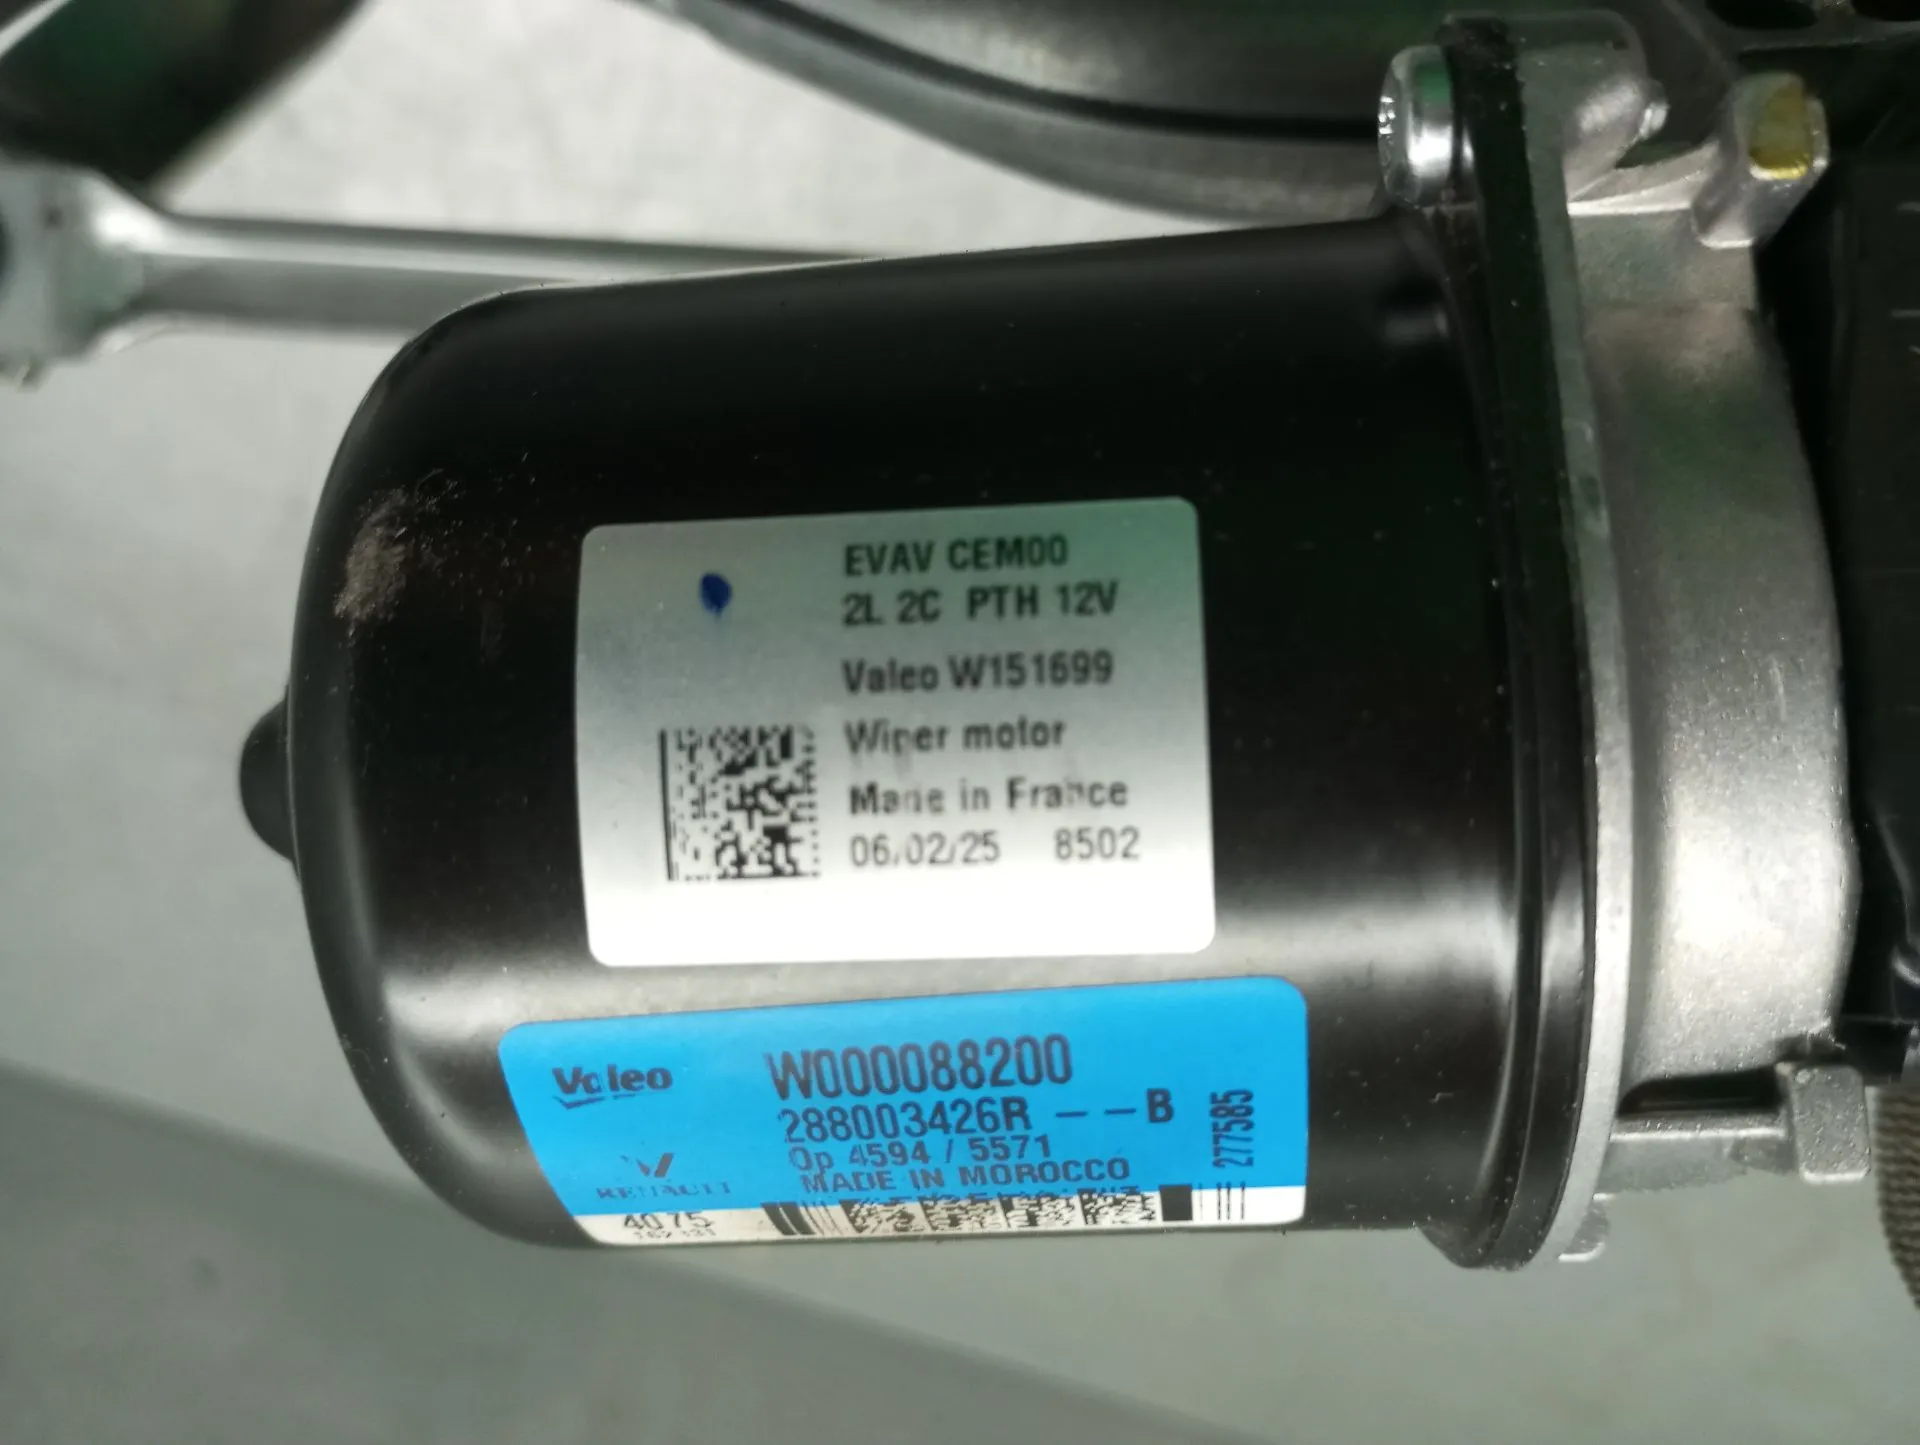 EVAV CEM00
2L 2C PTH 12V
Valeo W151699
Wiper motor
Made in France
06/02/25 8502
Valeo
W000088200
288003426R -- B
Op 4594 / 5571
MADE IN MOROCCO
277585
RENAULT
4075